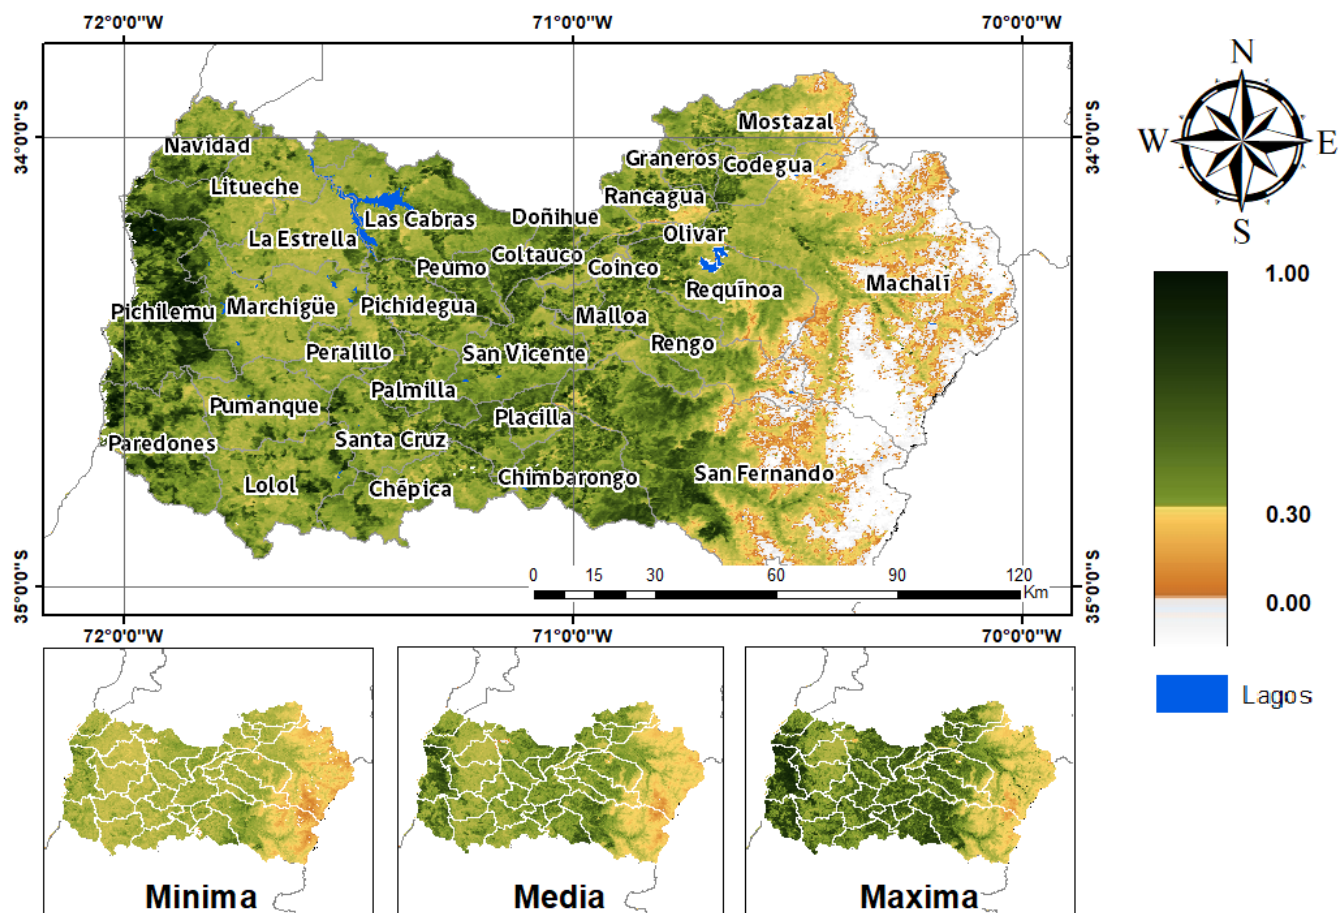 72°0'0"W
71°0'0"W
70°0'0"W
34°0'0"S
34°0'0"S
35°0'0"S
35°0'0"S
N
W
E
S
Mostazal
Navidad
Graneros
Codegua
Litueche
Rancagua
Las Cabras
Doñihue
La Estrella
Olivar
Coltauco
Peumo
Coinco
Machalí
Requínoa
Pichilemu
Marchigüe
Pichidegua
Malloa
Rengo
Peralillo
San Vicente
Palmilla
Pumanque
Placilla
Paredones
Santa Cruz
San Fernando
Chimbarongo
Lolol
Chépica
0 15 30 60 90 120
Km
72°0'0"W
71°0'0"W
70°0'0"W
1.00
0.30
0.00
Lagos
Minima
Media
Maxima